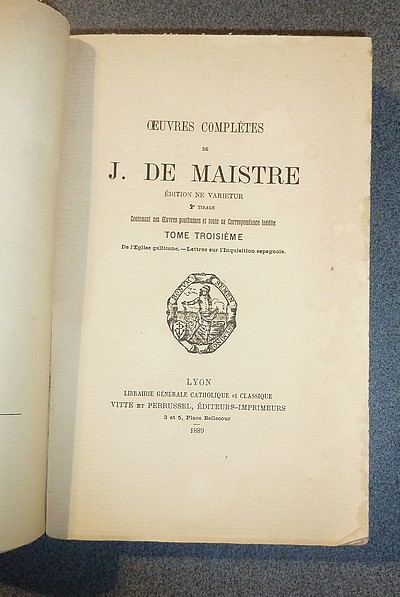 ŒUVRES COMPLÈTES
DE
J. DE MAISTRE
ÉDITION NE VARIETUR
2e TIRAGE
Contenant ses Œuvres posthumes et toute sa Correspondance inédite
TOME TROISIÈME
De l'Eglise gallicane. — Lettres sur l'Inquisition espagnole.
LYON
LIBRAIRIE GÉNÉRALE CATHOLIQUE et CLASSIQUE
VITTE ET PERRUSSEL, ÉDITEURS-IMPRIMEURS
3 et 5, Place Bellecour
1889